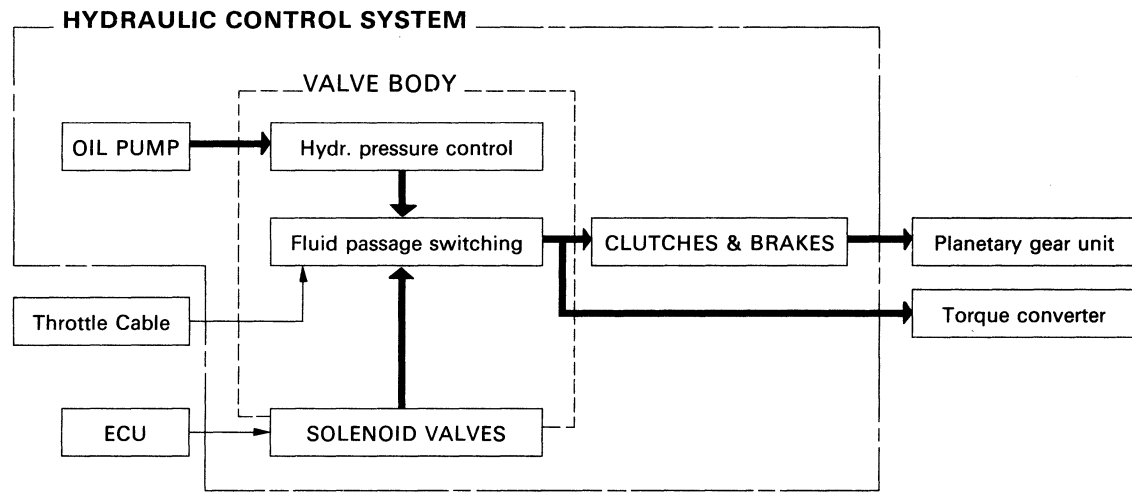 HYDRAULIC CONTROL SYSTEM
VALVE BODY
OIL PUMP
Hydr. pressure control
Fluid passage switching
CLUTCHES & BRAKES
Planetary gear unit
Throttle Cable
Torque converter
ECU
SOLENOID VALVES